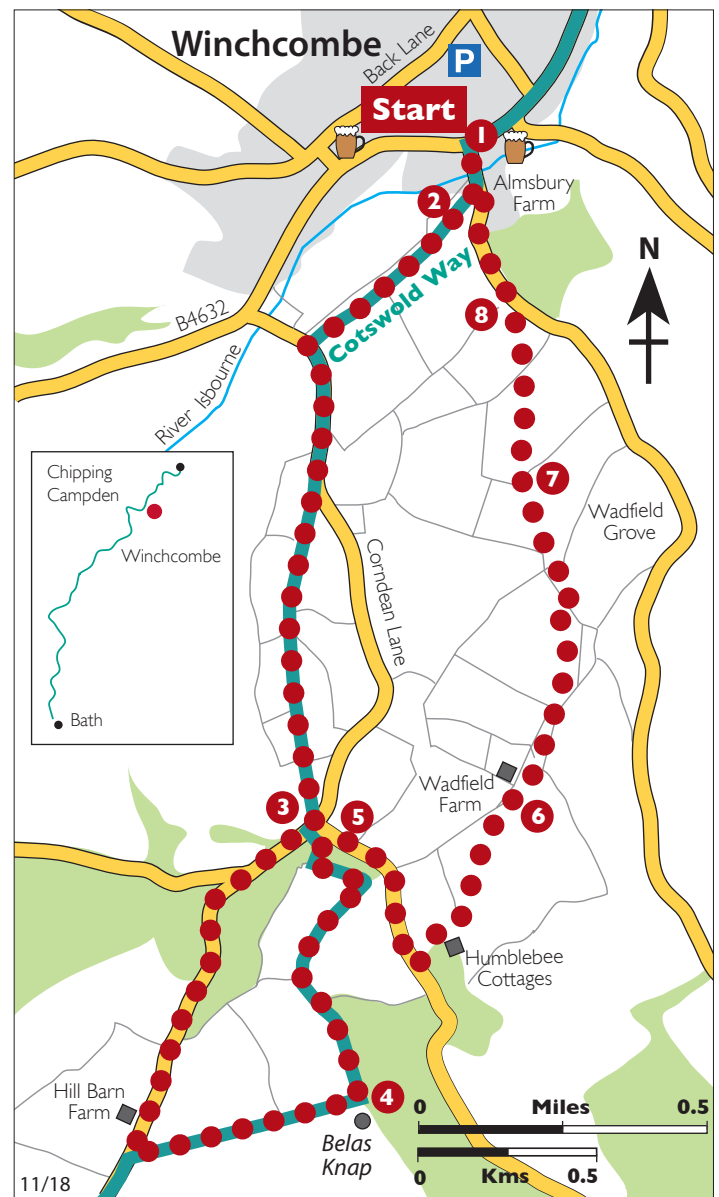 Winchcombe
Back Lane
P
Start
1
Almsbury
Farm
2
Cotswold Way
N
8
B4632
River Isbourne
7
Chipping
Campden
Winchcombe
Bath
Wadfield
Grove
Corndean Lane
Wadfield
Farm
6
3
5
Humblebee
Cottages
Hill Barn
Farm
4
Belas
Knap
0 Miles 0.5
0 Kms 0.5
11/18